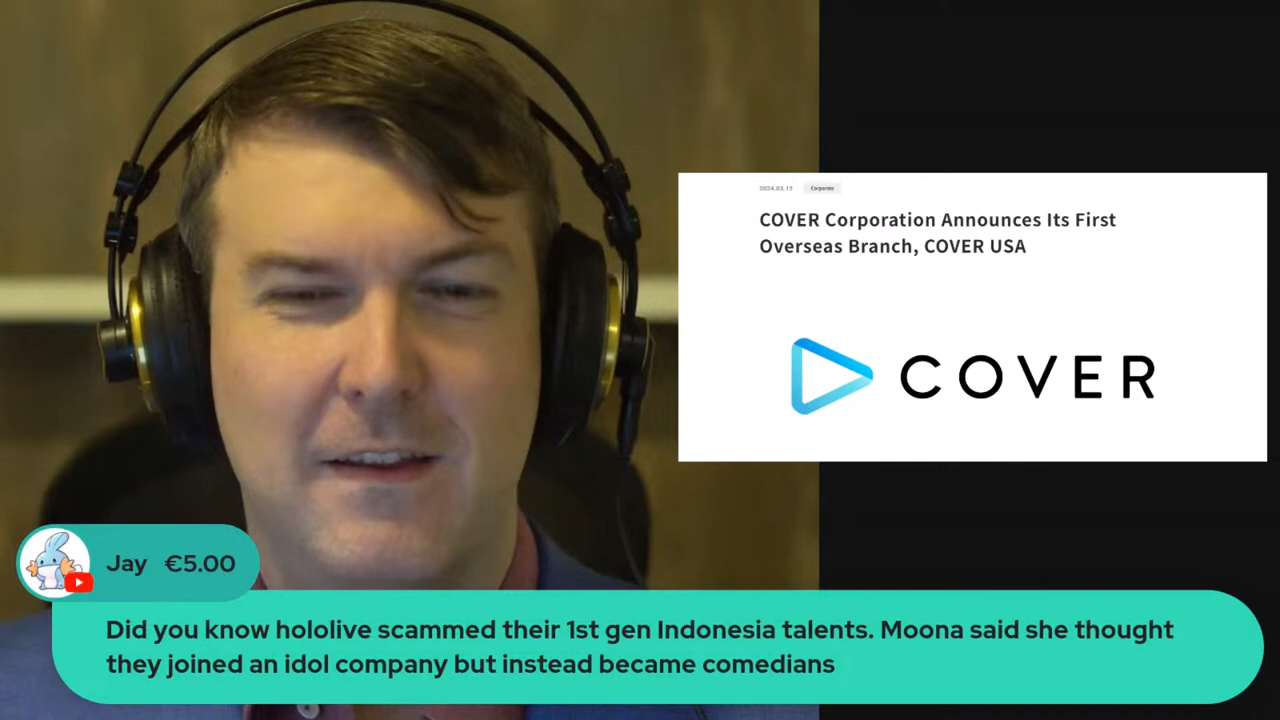 2024.03.13 Corporate
COVER Corporation Announces Its First
Overseas Branch, COVER USA
COVER
Jay €5.00
Did you know hololive scammed their 1st gen Indonesia talents. Moona said she thought
they joined an idol company but instead became comedians